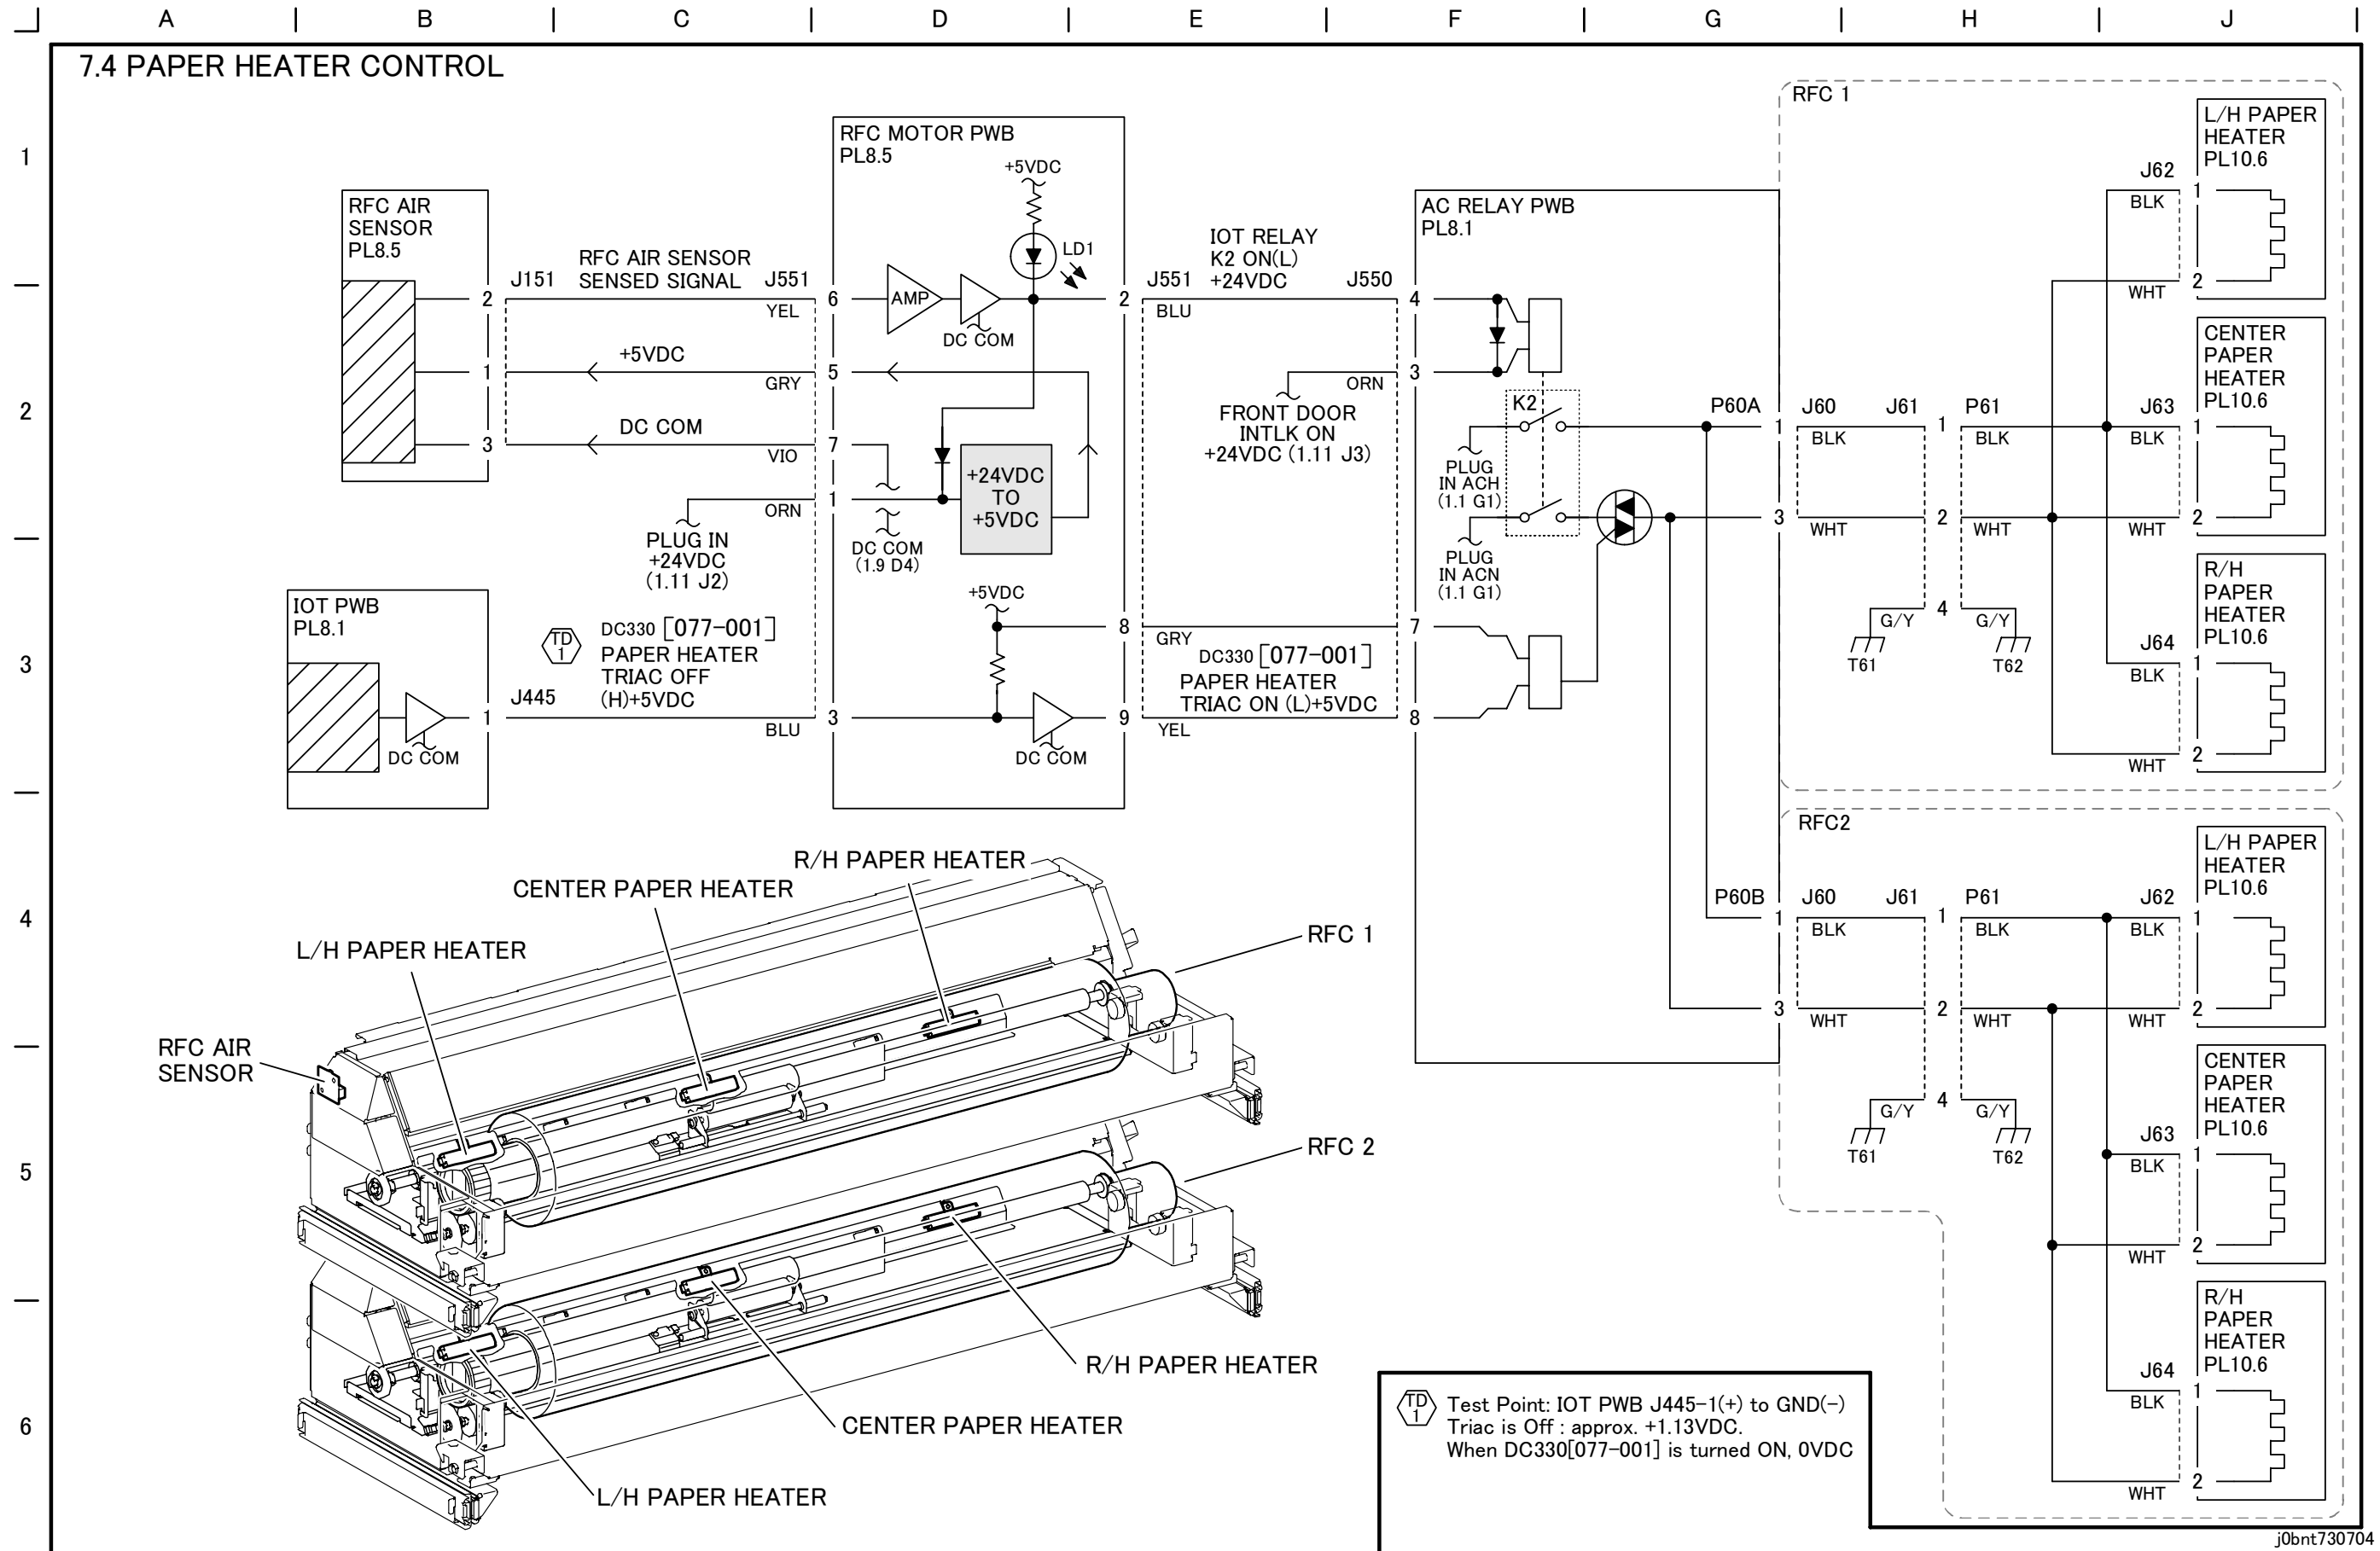 A B C D E F G H J
7.4 PAPER HEATER CONTROL
1
2
3
4
5
6
RFC AIR
SENSOR
PL8.5
2
1
3
J151
RFC AIR SENSOR
SENSED SIGNAL
J551
YEL
+5VDC
GRY
DC COM
VIO
ORN
PLUG IN
+24VDC
(1.11 J2)
IOT PWB
PL8.1
DC COM
1
J445
TD
1
DC330 [077-001]
PAPER HEATER
TRIAC OFF
(H)+5VDC
BLU
RFC MOTOR PWB
PL8.5
+5VDC
LD1
6
AMP
DC COM
2
5
7
1
+24VDC
TO
+5VDC
DC COM
(1.9 D4)
+5VDC
8
3
9
DC COM
J551
IOT RELAY
K2 ON(L)
+24VDC
J550
BLU
ORN
FRONT DOOR
INTLK ON
+24VDC (1.11 J3)
GRY
DC330 [077-001]
PAPER HEATER
TRIAC ON (L)+5VDC
YEL
AC RELAY PWB
PL8.1
4
3
K2
PLUG
IN ACH
(1.1 G1)
PLUG
IN ACN
(1.1 G1)
7
8
P60A
1
3
P60B
1
3
RFC 1
J60
J61
P61
BLK
1
BLK
WHT
2
WHT
4
G/Y
G/Y
T61
T62
J62
BLK
WHT
1
2
L/H PAPER
HEATER
PL10.6
J63
BLK
WHT
1
2
CENTER
PAPER
HEATER
PL10.6
J64
BLK
WHT
1
2
R/H
PAPER
HEATER
PL10.6
RFC2
J60
J61
P61
BLK
1
BLK
WHT
2
WHT
4
G/Y
G/Y
T61
T62
J62
BLK
WHT
1
2
L/H PAPER
HEATER
PL10.6
J63
BLK
WHT
1
2
CENTER
PAPER
HEATER
PL10.6
J64
BLK
WHT
1
2
R/H
PAPER
HEATER
PL10.6
R/H PAPER HEATER
CENTER PAPER HEATER
L/H PAPER HEATER
RFC 1
RFC AIR
SENSOR
RFC 2
R/H PAPER HEATER
CENTER PAPER HEATER
L/H PAPER HEATER
TD
1
Test Point: IOT PWB J445-1(+) to GND(-)
Triac is Off : approx. +1.13VDC.
When DC330[077-001] is turned ON, 0VDC
j0bnt730704